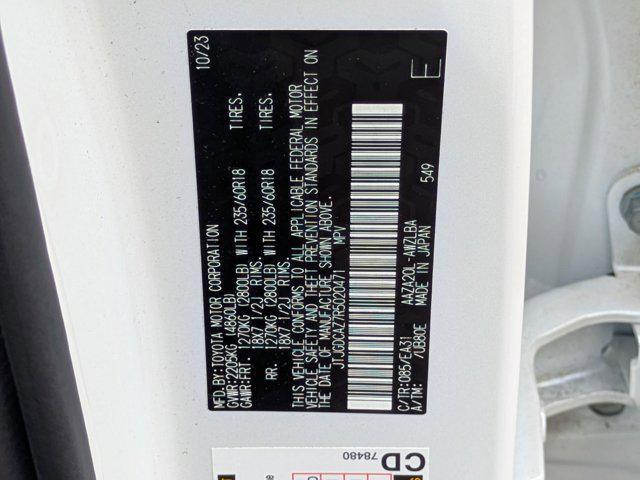 MFD. BY: TOYOTA MOTOR CORPORATION 10/23
GVWR: 2205KG (4860LB)
GAWR: FRT. 1270KG (2800LB) WITH 235/60R18 TIRES.
18X7 1/2J RIMS.
RR. 1270KG (2800LB) WITH 235/60R18 TIRES.
18X7 1/2J RIMS.
THIS VEHICLE CONFORMS TO ALL APPLICABLE FEDERAL MOTOR
VEHICLE SAFETY AND THEFT PREVENTION STANDARDS IN EFFECT ON
THE DATE OF MANUFACTURE SHOWN ABOVE.
MPV
C/TR: 085/EA31 AAZA20L-AWZLBA E
A/TM: /UB80E MADE IN JAPAN 549
CD
78480